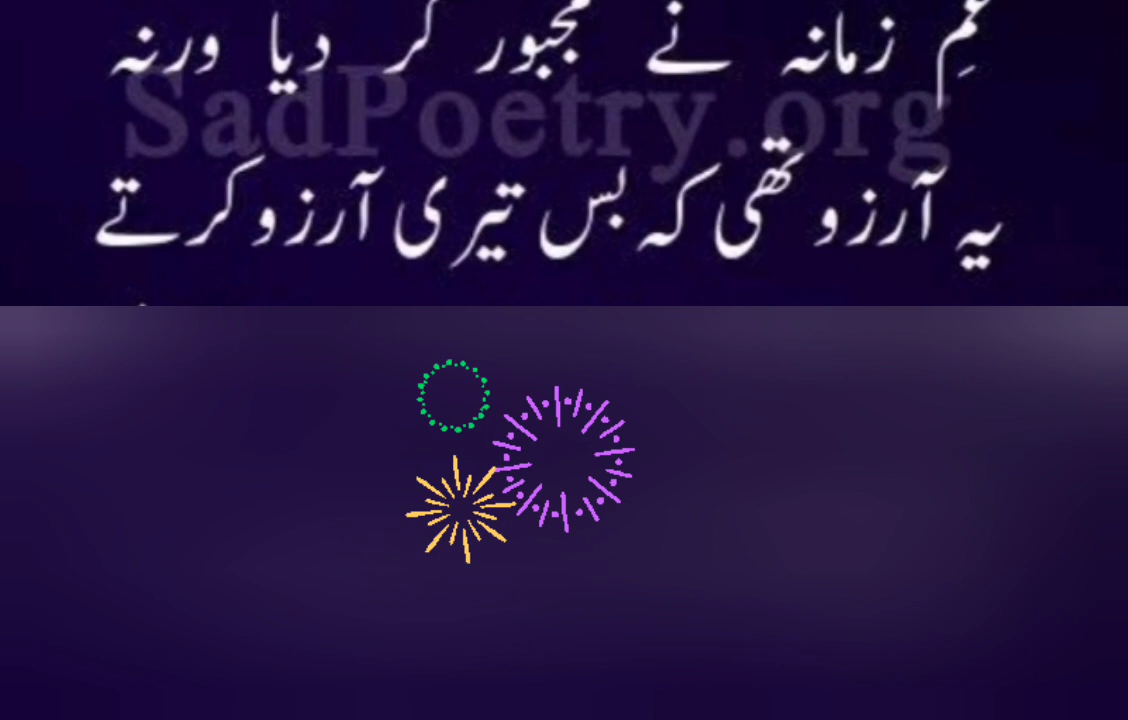 غمِ زمانہ نے مجبور کر دیا ورنہ
SadPoetry.org
یہ آرزو تھی کہ بس تیری آرزو کرتے